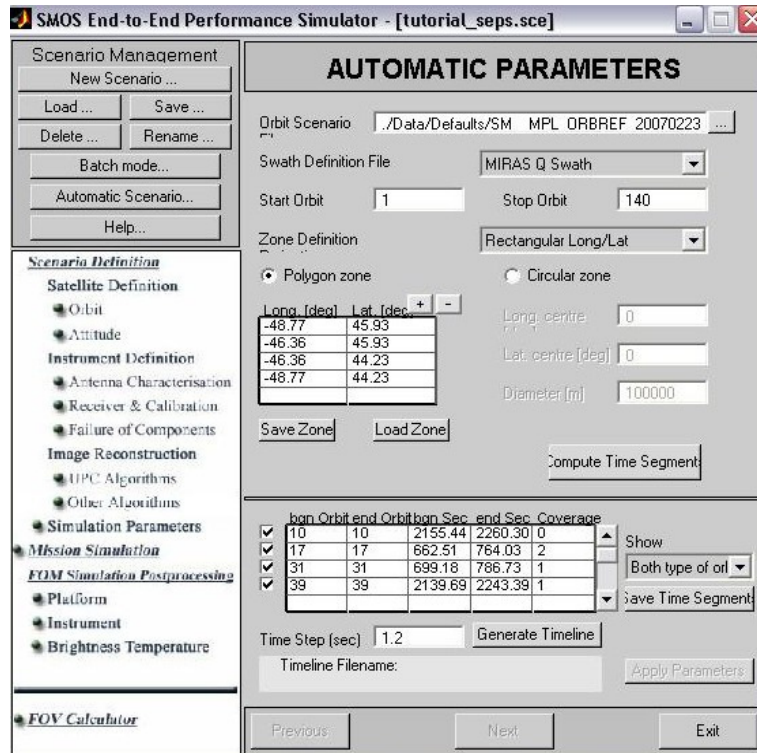 SMOS End-to-End Performance Simulator - [tutorial_seps.sce]
Scenario Management
New Scenario ...
Load ... Save ...
Delete ... Rename ...
Batch mode...
Automatic Scenario...
Help...
Scenario Definition
Satellite Definition
Orbit
Attitude
Instrument Definition
Antenna Characterisation
Receiver & Calibration
Failure of Components
Image Reconstruction
UPC Algorithms
Other Algorithms
Simulation Parameters
Mission Simulation
FOM Simulation Postprocessing
Platform
Instrument
Brightness Temperature
FOV Calculator
AUTOMATIC PARAMETERS
Orbit Scenario ./Data/Defaults/SM MPL ORBREF 20070223 ...
Swath Definition File MIRAS Q Swath
Start Orbit 1 Stop Orbit 140
Zone Definition Rectangular Long/Lat
Polygon zone Circular zone
Long. [deg] Lat. [deg + -
-48.77 45.93
-46.36 45.93
-46.36 44.23
-48.77 44.23
Long. centre 0
Lat. centre [deg] 0
Diameter [m] 100000
Save Zone Load Zone
Compute Time Segment
bgn Orbit end Orbit bgn Sec end Sec Coverage
10 10 2155.44 2260.30 0
17 17 662.51 764.03 2
31 31 699.18 786.73 1
39 39 2139.69 2243.39 1
Show
Both type of orl
Save Time Segment
Time Step (sec) 1.2 Generate Timeline
Timeline Filename:
Apply Parameters
Previous Next Exit